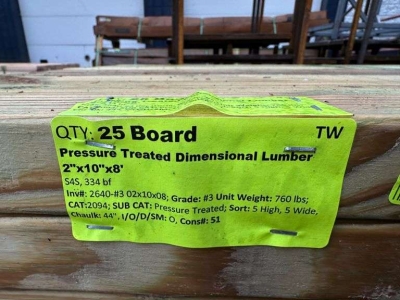 QTY: 25 Board TW
Pressure Treated Dimensional Lumber
2"x10"x8'
S4S, 334 bf
Inv#: 2640-#3 02x10x08; Grade: #3 Unit Weight: 760 lbs;
CAT:2094; SUB CAT: Pressure Treated; Sort: 5 High, 5 Wide,
Chaulk: 44", I/O/D/SM: O, Cons#: 51